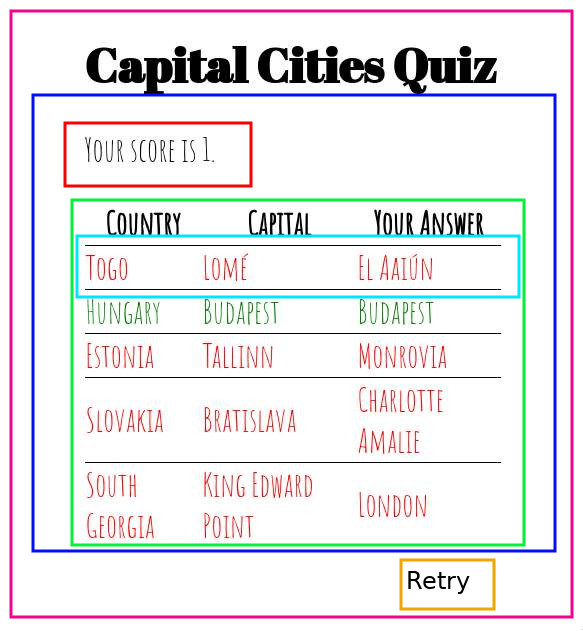 Capital Cities Quiz
Your score is 1.
Country Capital Your Answer
Togo Lomé El Aaiún
Hungary Budapest Budapest
Estonia Tallinn Monrovia
Slovakia Bratislava Charlotte Amalie
South Georgia King Edward Point London
Retry